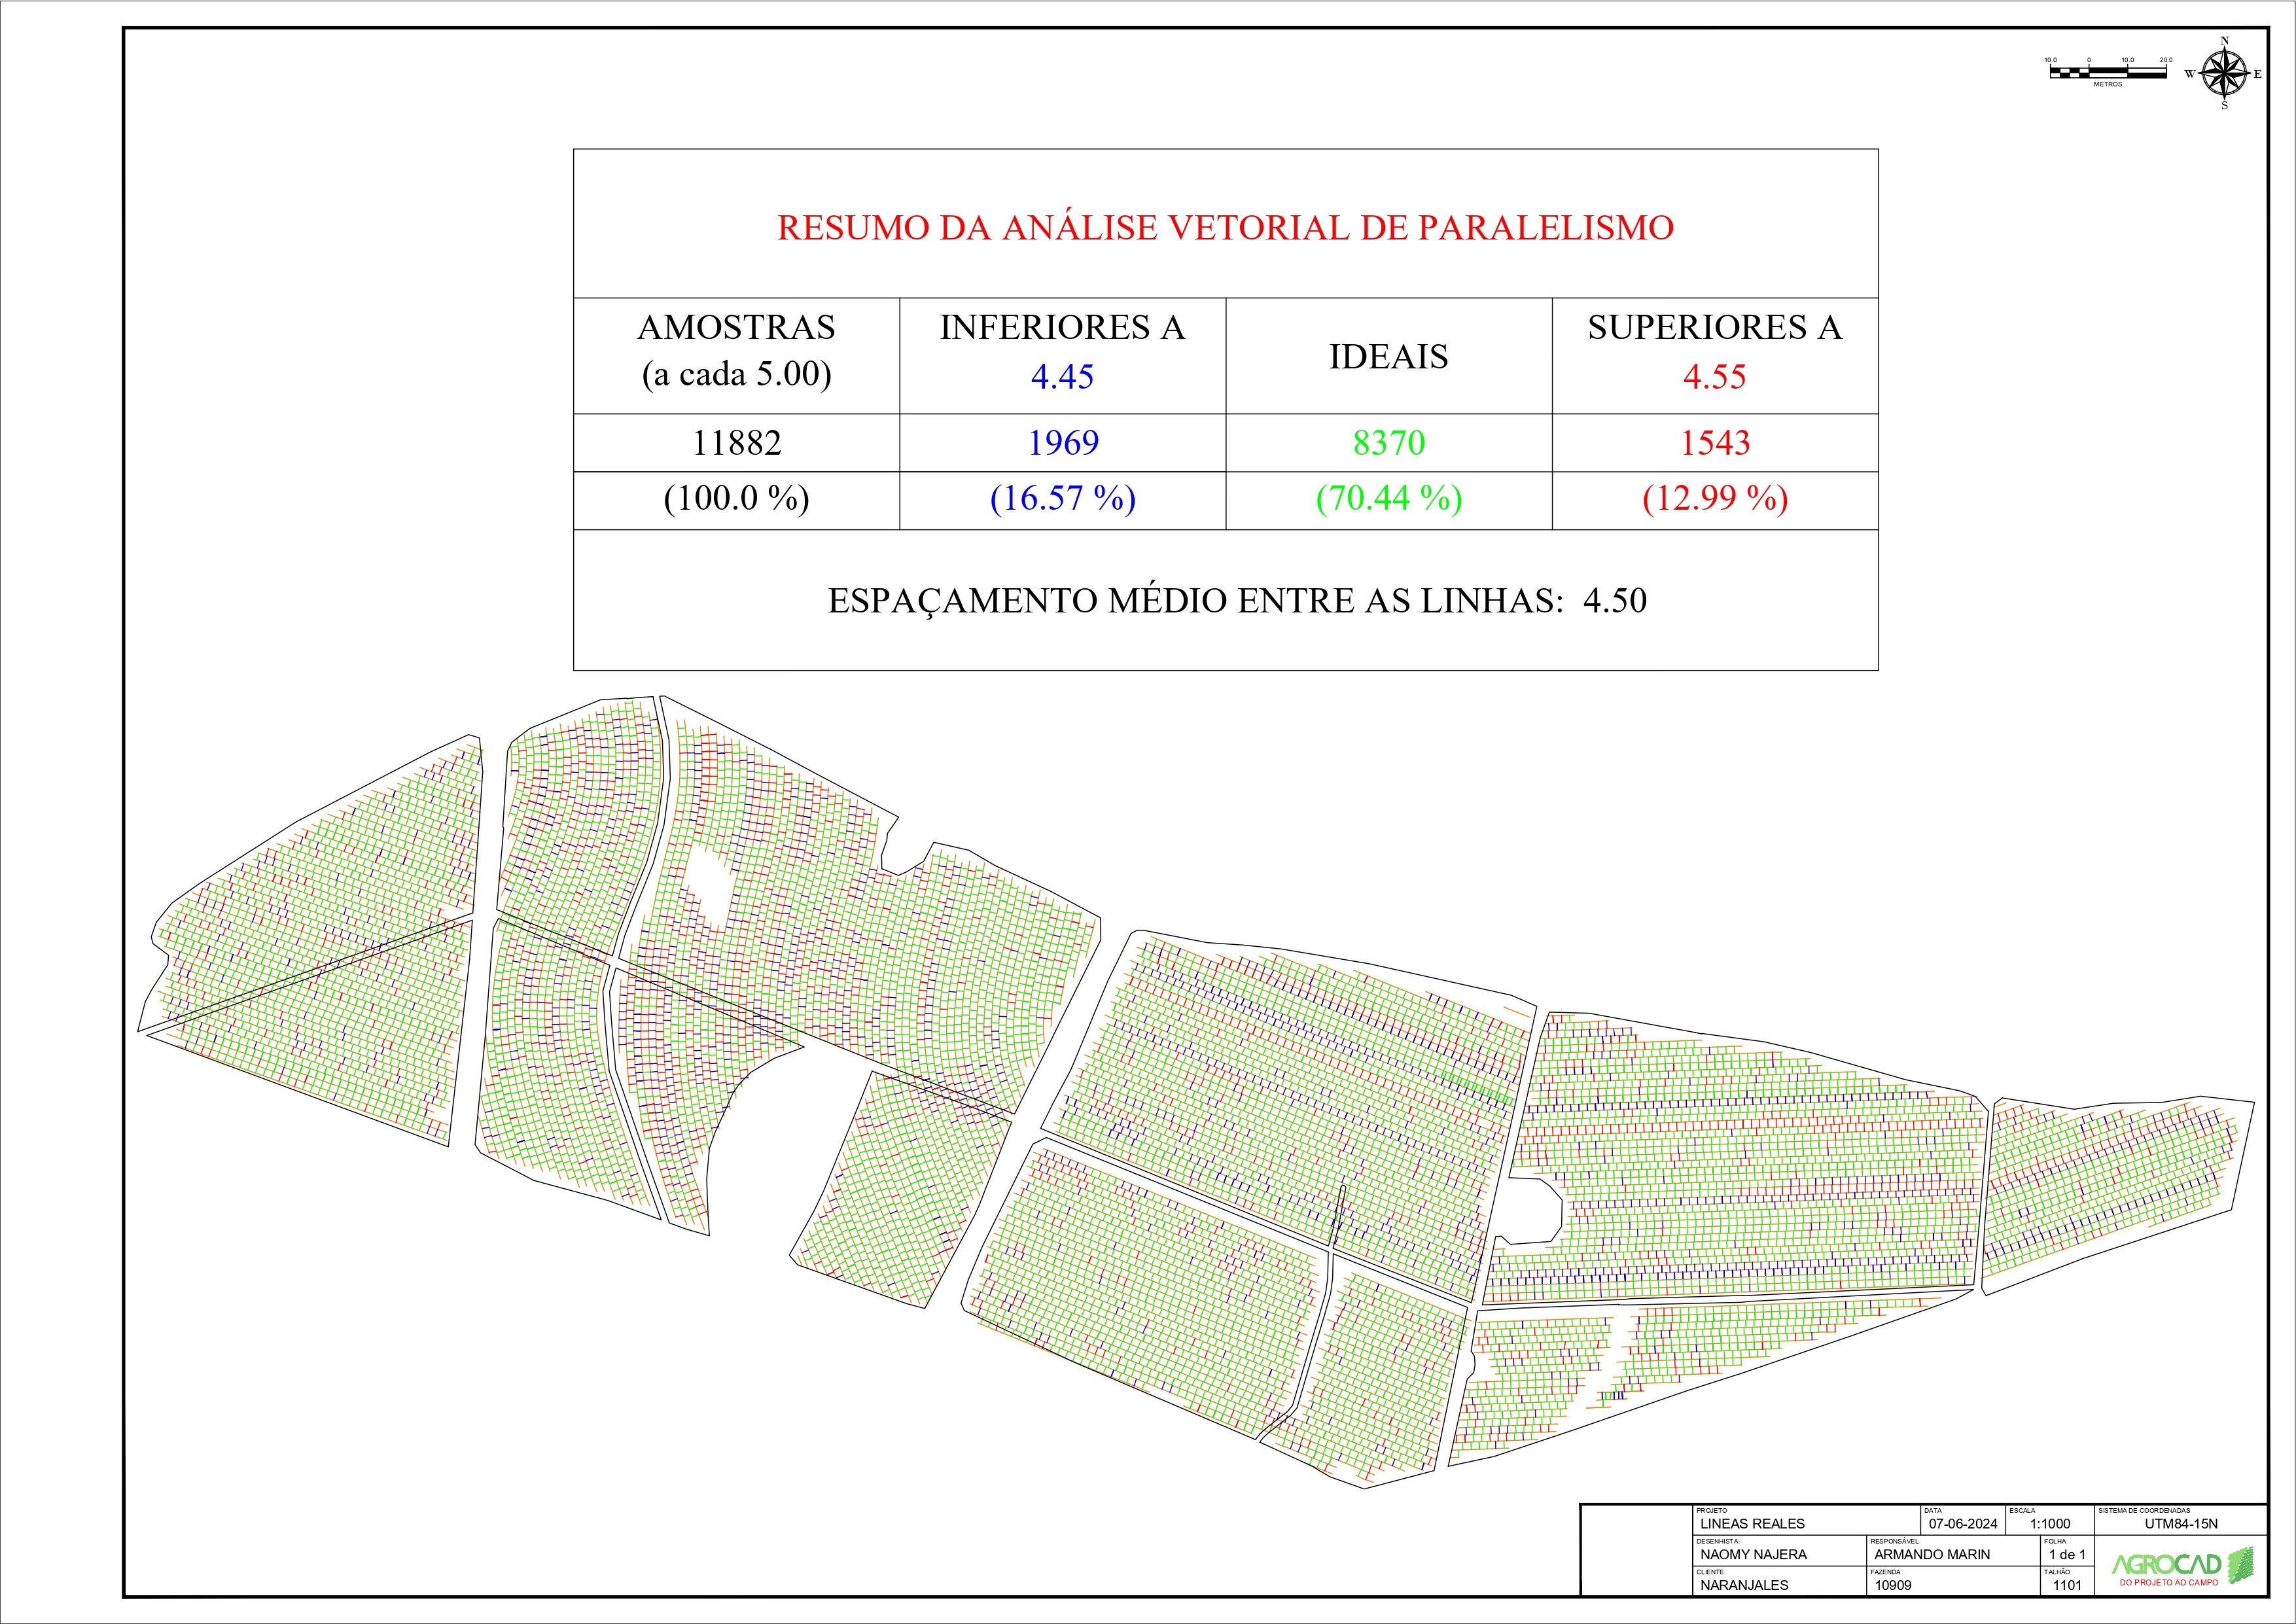 N
10.0 0 10.0 20.0
W E
METROS
S
RESUMO DA ANÁLISE VETORIAL DE PARALELISMO
AMOSTRAS
(a cada 5.00)
INFERIORES A
4.45
IDEAIS
SUPERIORES A
4.55
11882 1969 8370 1543
(100.0 %) (16.57 %) (70.44 %) (12.99 %)
ESPAÇAMENTO MÉDIO ENTRE AS LINHAS: 4.50
PROJETO DATA ESCALA SISTEMA DE COORDENADAS
LINEAS REALES 07-06-2024 1:1000 UTM84-15N
DESENHISTA RESPONSÁVEL FOLHA
NAOMY NAJERA ARMANDO MARIN 1 de 1
CLIENTE FAZENDA TALHÃO
NARANJALES 10909 1101
AGROCAD
DO PROJETO AO CAMPO